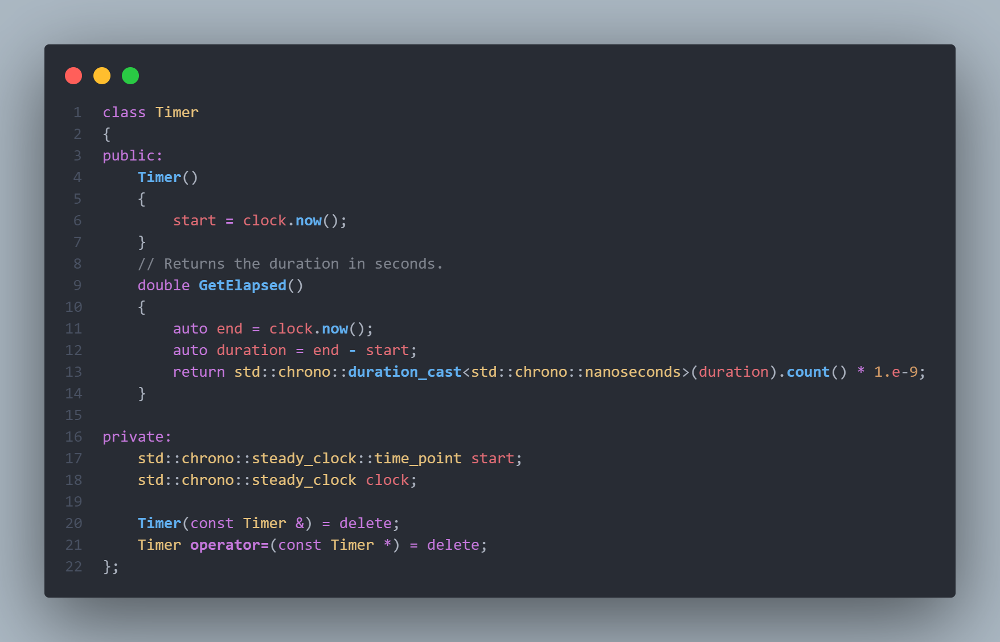 1 class Timer
2 {
3 public:
4     Timer()
5     {
6         start = clock.now();
7     }
8     // Returns the duration in seconds.
9     double GetElapsed()
10     {
11         auto end = clock.now();
12         auto duration = end - start;
13         return std::chrono::duration_cast<std::chrono::nanoseconds>(duration).count() * 1.e-9;
14     }
15
16 private:
17     std::chrono::steady_clock::time_point start;
18     std::chrono::steady_clock clock;
19
20     Timer(const Timer &) = delete;
21     Timer operator=(const Timer *) = delete;
22 };